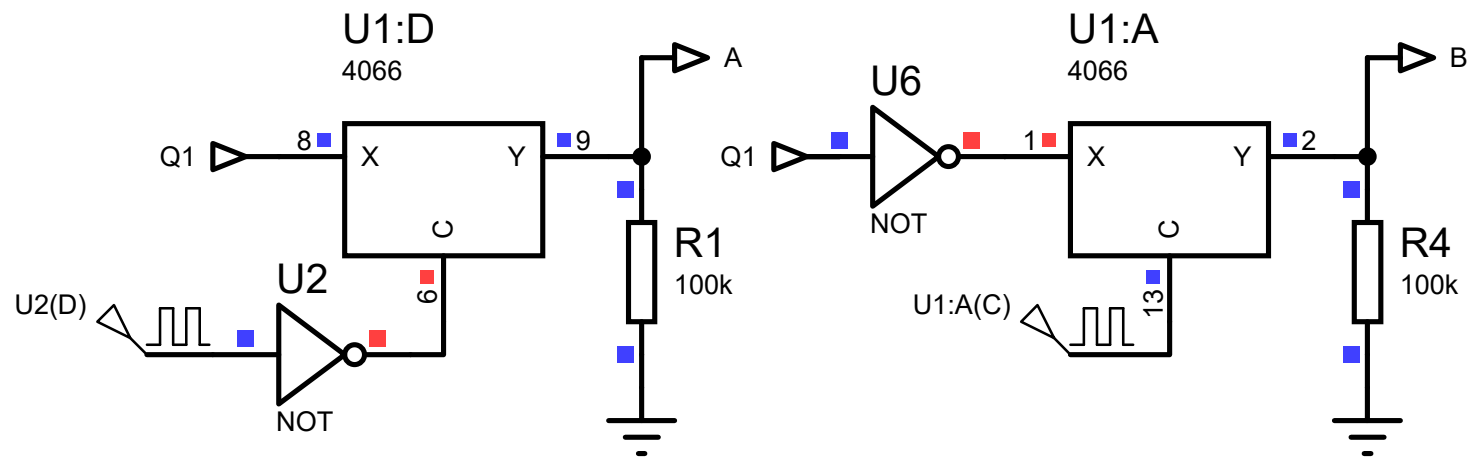 U1:D
4066
A
Q1
8
X
Y
9
C
6
R1
100k
U2
U2(D)
NOT
U1:A
4066
B
U6
Q1
NOT
1
X
Y
2
C
13
R4
100k
U1:A(C)